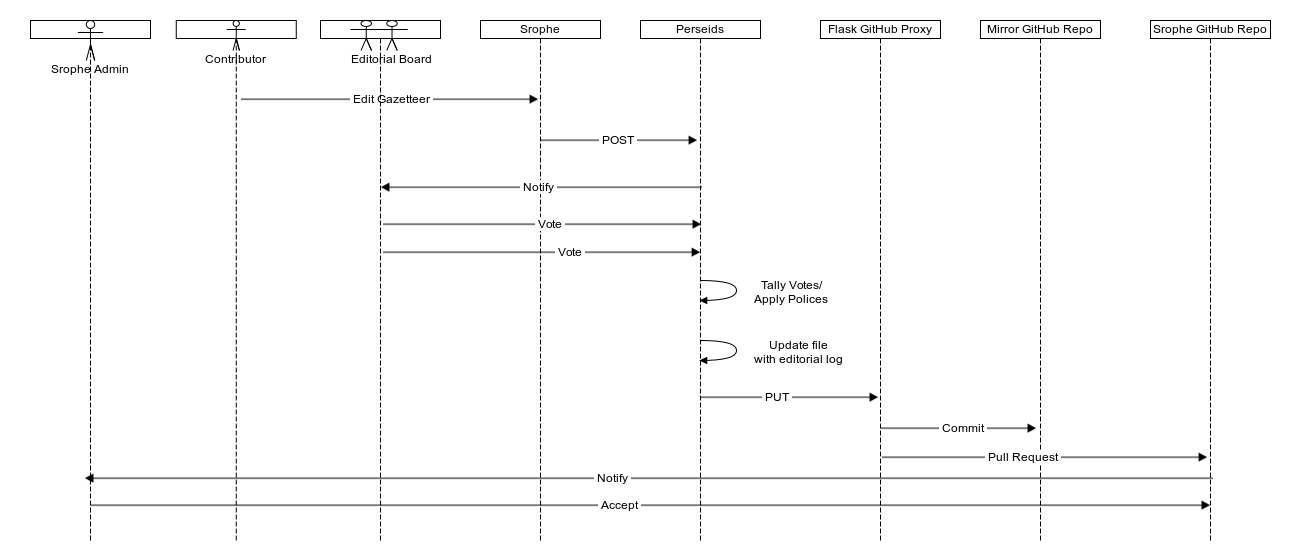 Srophe
Perseids
Flask GitHub Proxy
Mirror GitHub Repo
Srophe GitHub Repo
Srophe Admin
Contributor
Editorial Board
Edit Gazetteer
POST
Notify
Vote
Vote
Tally Votes/
Apply Polices
Update file
with editorial log
PUT
Commit
Pull Request
Notify
Accept